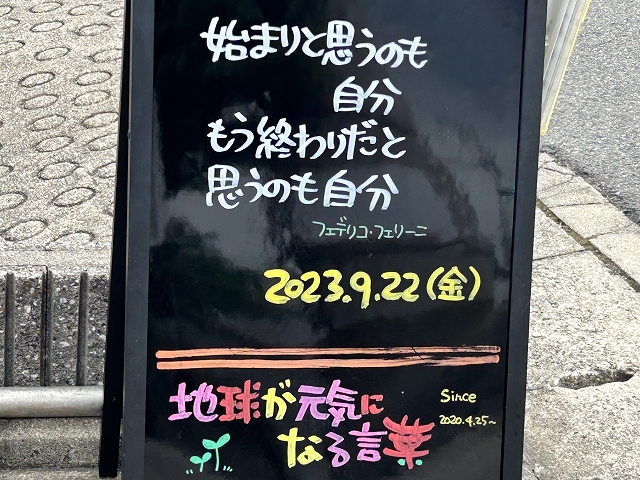 始まりと思うのも
自分
もう終わりだと
思うのも自分
フェデリコ・フェリーニ
2023.9.22(金)
地球が元気に
なる言葉
Since
2020.4.25~